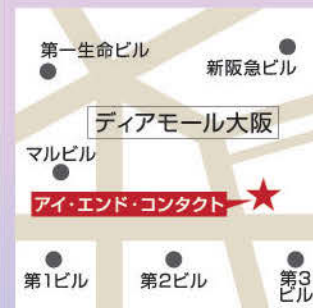 第一生命ビル
新阪急ビル
ディアモール大阪
マルビル
アイ・エンド・コンタクト
第1ビル
第2ビル
第3
ビル